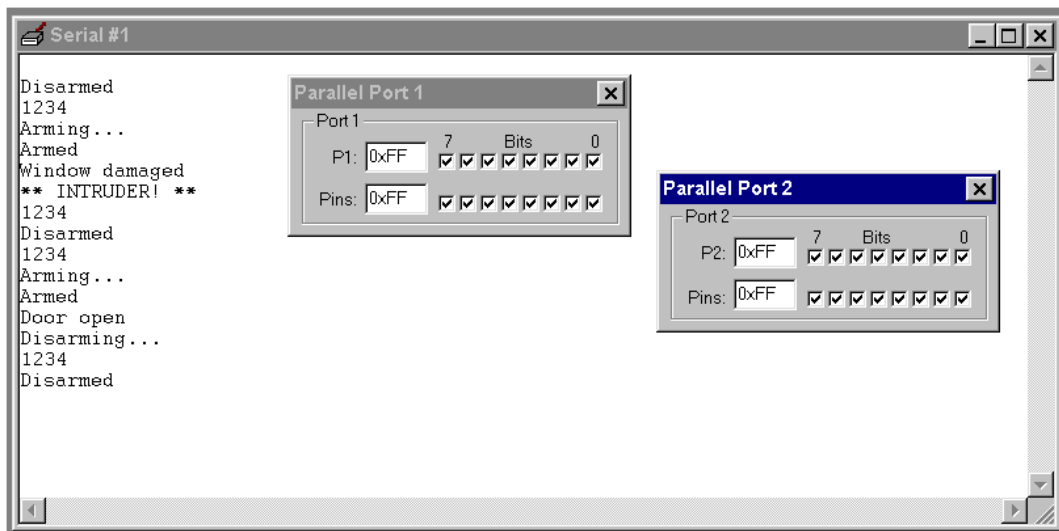 Serial #1
Disarmed
1234
Arming...
Armed
Window damaged
** INTRUDER! **
1234
Disarmed
1234
Arming...
Armed
Door open
Disarming...
1234
Disarmed
Parallel Port 1
Port 1
7 Bits 0
P1: 0xFF
Pins: 0xFF
Parallel Port 2
Port 2
7 Bits 0
P2: 0xFF
Pins: 0xFF